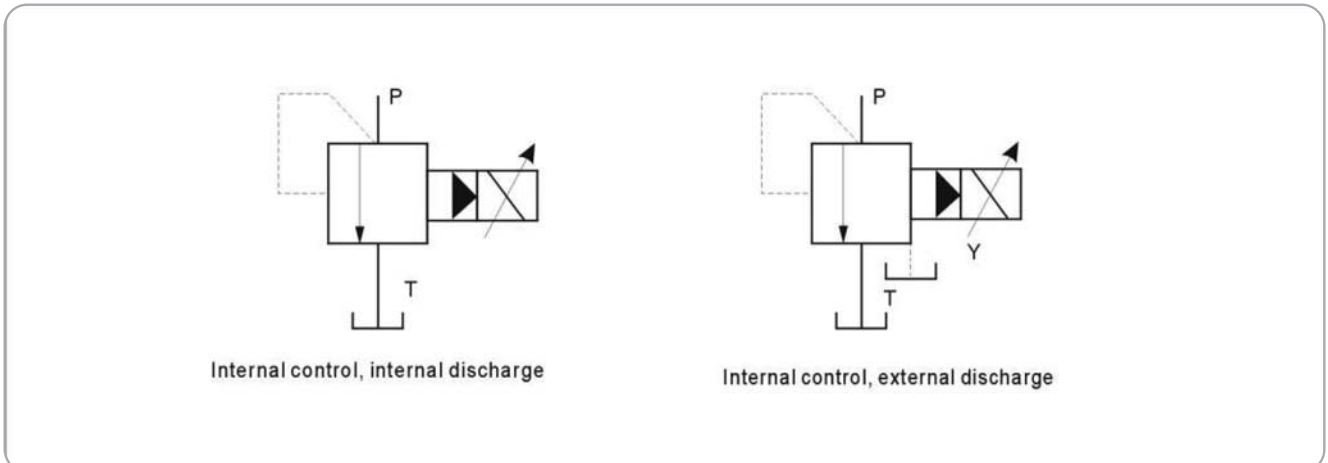 P
P
Y
T
T
Internal control, internal discharge
Internal control, external discharge